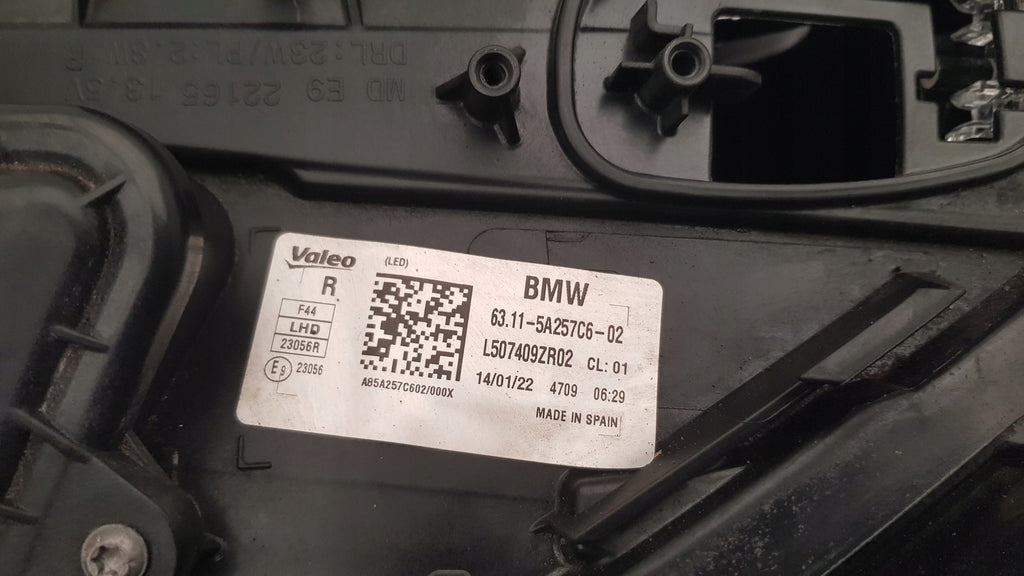 DRL:23W/PL:2.8W R
MD E9 22165 13.5V
Valeo
(LED)
R
F44
LHD
23056R
E9 23056
A85A257C602/000X
BMW
63.11-5A257C6-02
L507409ZR02 CL: 01
14/01/22 4709 06:29
MADE IN SPAIN